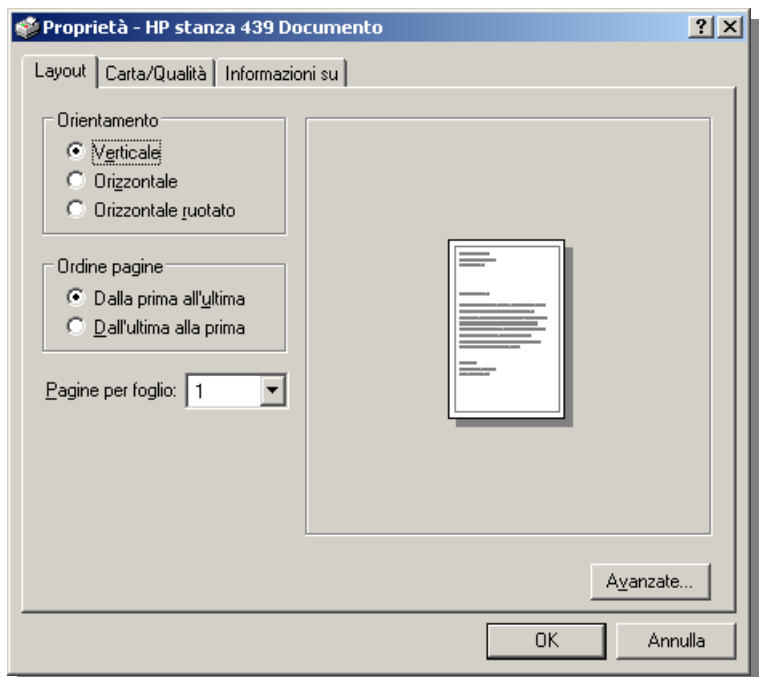 Proprietà - HP stanza 439 Documento
Layout
Carta/Qualità
Informazioni su
Orientamento
Verticale
Orizzontale
Orizzontale ruotato
Ordine pagine
Dalla prima all'ultima
Dall'ultima alla prima
Pagine per foglio: 1
Avanzate...
OK
Annulla